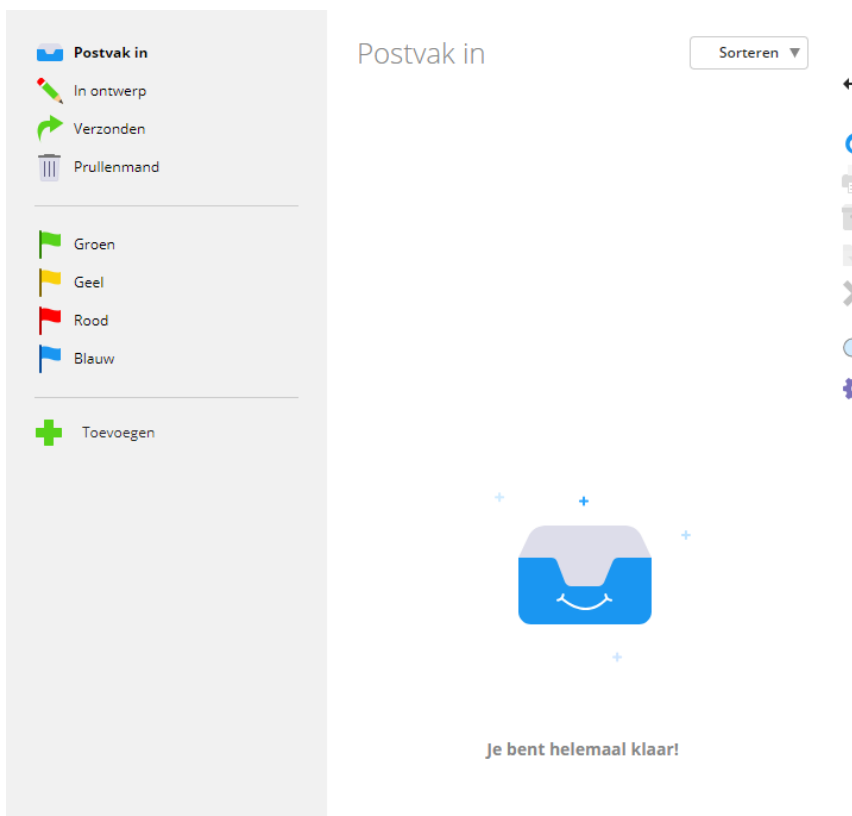 Postvak in
In ontwerp
Verzonden
Prullenmand
Groen
Geel
Rood
Blauw
Toevoegen
Postvak in
Sorteren ▼
Je bent helemaal klaar!